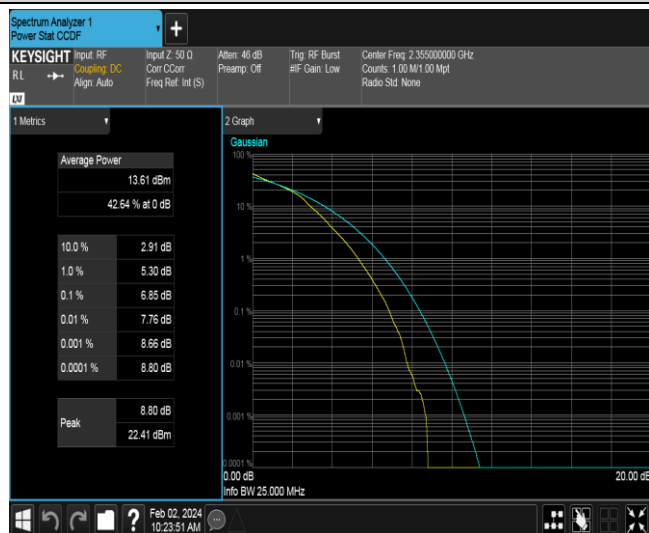 Spectrum Analyzer 1
Power Stat CCDF
KEYSIGHT
RL
LXI
Input: RF
Coupling: DC
Align: Auto
Input Z: 50 Ω
Corr CCorr
Freq Ref: Int (S)
Atten: 46 dB
Preamp: Off
Trig: RF Burst
#IF Gain: Low
Center Freq: 2.355000000 GHz
Counts: 1.00 M/1.00 Mpt
Radio Std: None
1 Metrics
Average Power
13.61 dBm
42.64 % at 0 dB
10.0 % 2.91 dB
1.0 % 5.30 dB
0.1 % 6.85 dB
0.01 % 7.76 dB
0.001 % 8.66 dB
0.0001 % 8.80 dB
Peak
8.80 dB
22.41 dBm
2 Graph
Gaussian
100 %
10 %
1 %
0.1 %
0.01 %
0.001 %
0.0001 %
0.00 dB
20.00 dB
Info BW 25.000 MHz
?
Feb 02, 2024
10:23:51 AM